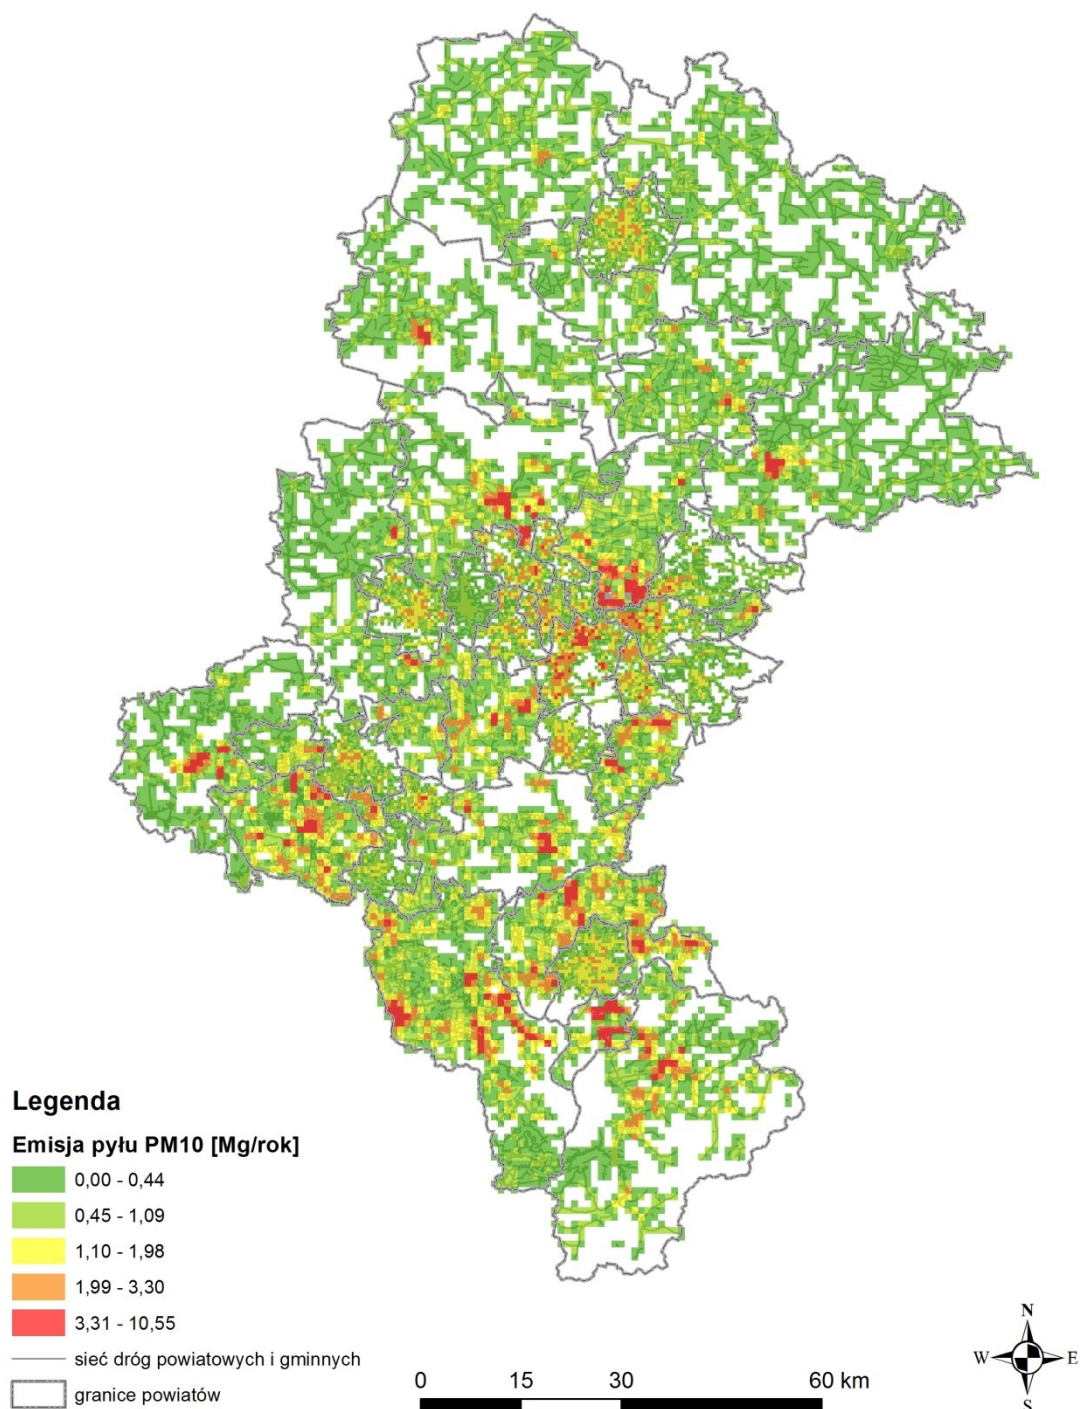 Legenda
Emisja pyłu PM10 [Mg/rok]
0,00 - 0,44
0,45 - 1,09
1,10 - 1,98
1,99 - 3,30
3,31 - 10,55
sieć dróg powiatowych i gminnych
granice powiatów
0 15 30 60 km
N
W E
S